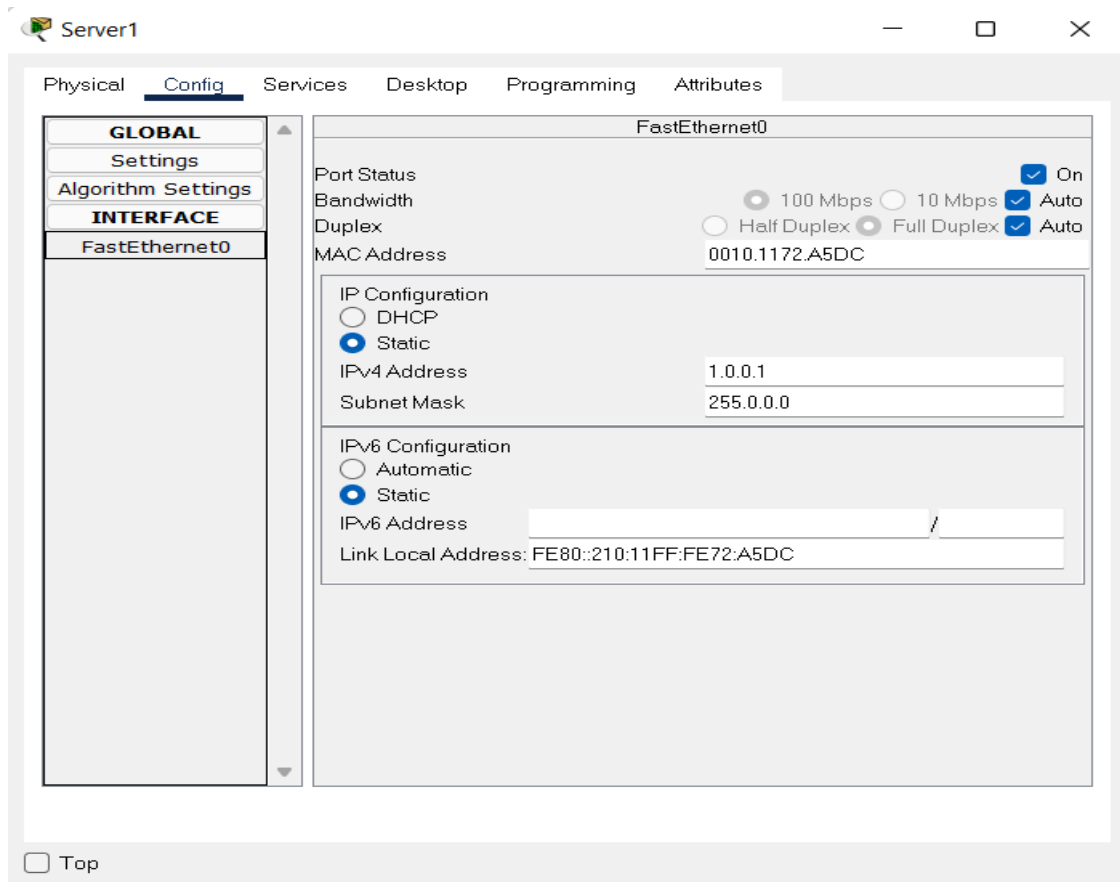 Server1
Physical Config Services Desktop Programming Attributes
GLOBAL
Settings
Algorithm Settings
INTERFACE
FastEthernet0
FastEthernet0
Port Status On
Bandwidth 100 Mbps 10 Mbps Auto
Duplex Half Duplex Full Duplex Auto
MAC Address 0010.1172.A5DC
IP Configuration
DHCP
Static
IPv4 Address 1.0.0.1
Subnet Mask 255.0.0.0
IPv6 Configuration
Automatic
Static
IPv6 Address /
Link Local Address: FE80::210:11FF:FE72:A5DC
Top